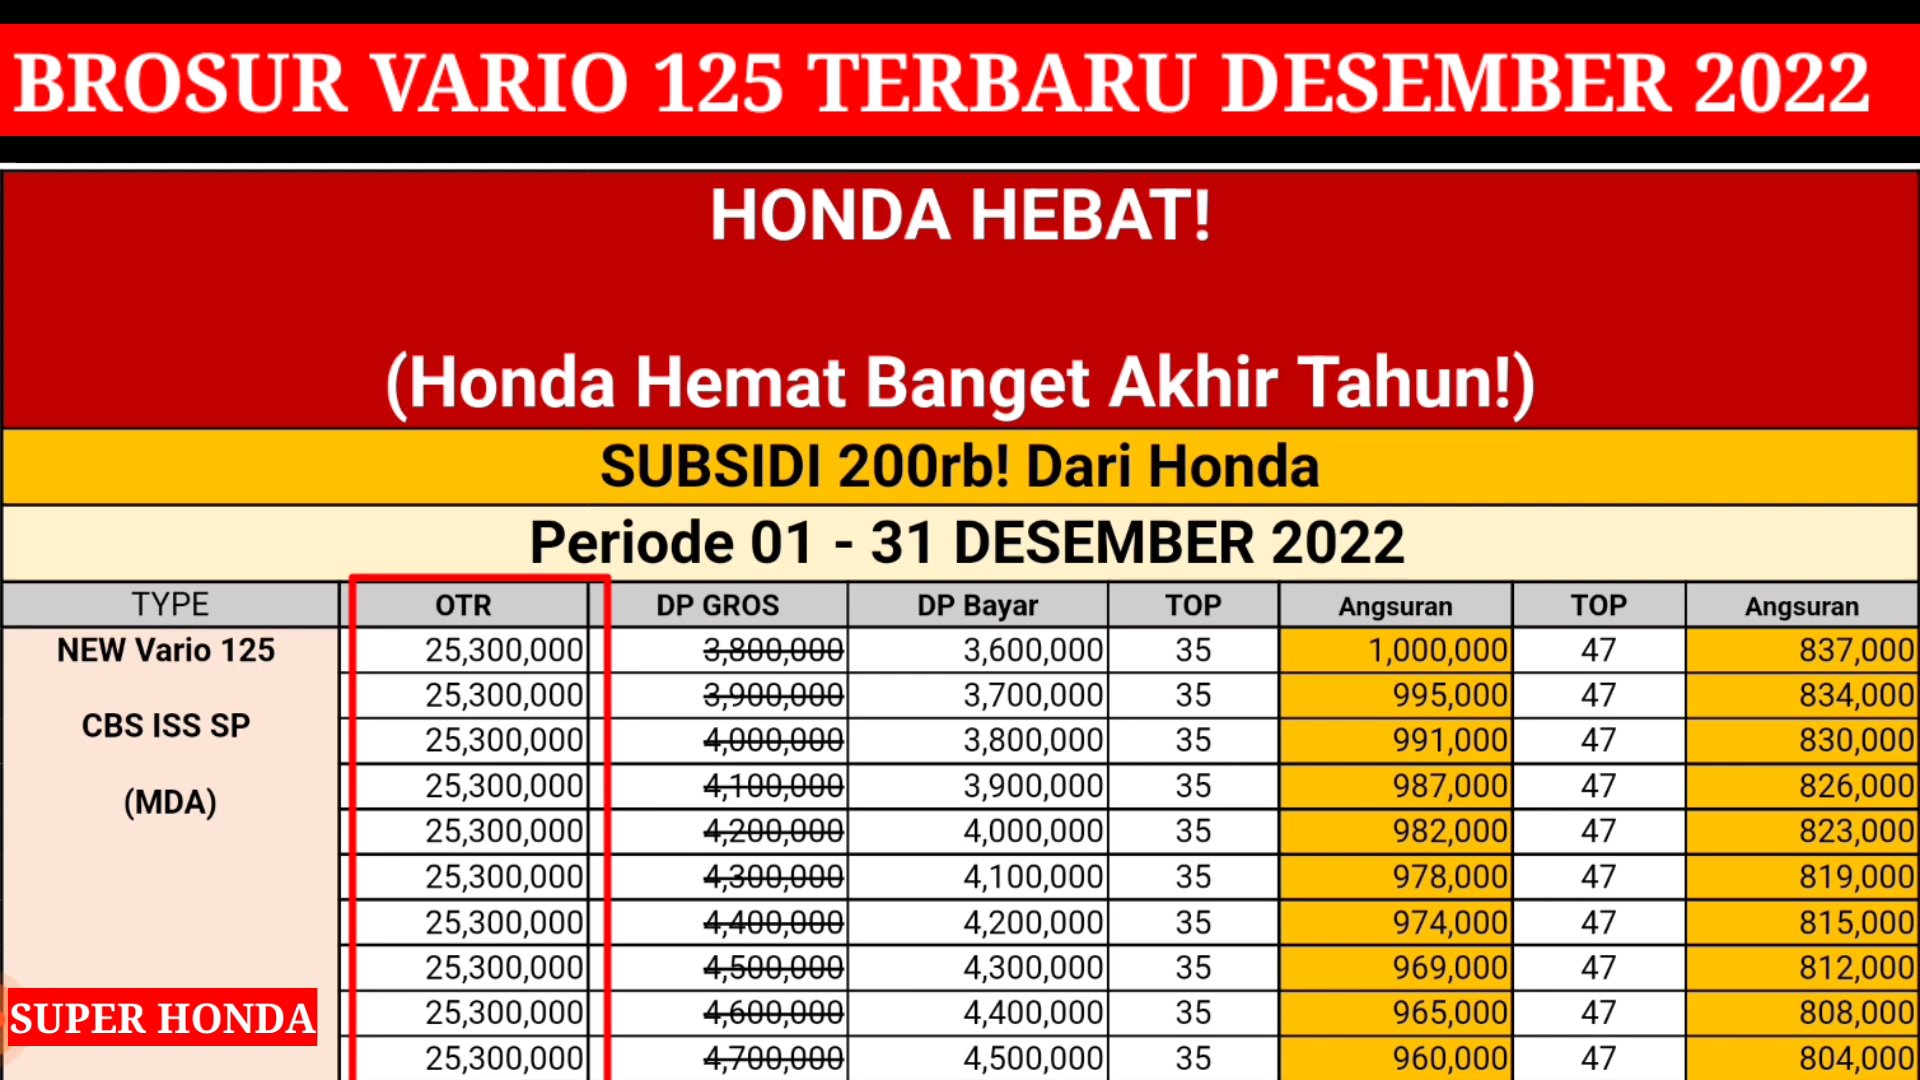 BROSUR VARIO 125 TERBARU DESEMBER 2022
HONDA HEBAT!
(Honda Hemat Banget Akhir Tahun!)
SUBSIDI 200rb! Dari Honda
Periode 01 - 31 DESEMBER 2022
TYPE OTR DP GROS DP Bayar TOP Angsuran TOP Angsuran
NEW Vario 125 25,300,000 3,800,000 3,600,000 35 1,000,000 47 837,000
25,300,000 3,900,000 3,700,000 35 995,000 47 834,000
CBS ISS SP 25,300,000 4,000,000 3,800,000 35 991,000 47 830,000
(MDA) 25,300,000 4,100,000 3,900,000 35 987,000 47 826,000
25,300,000 4,200,000 4,000,000 35 982,000 47 823,000
25,300,000 4,300,000 4,100,000 35 978,000 47 819,000
25,300,000 4,400,000 4,200,000 35 974,000 47 815,000
25,300,000 4,500,000 4,300,000 35 969,000 47 812,000
SUPER HONDA 25,300,000 4,600,000 4,400,000 35 965,000 47 808,000
25,300,000 4,700,000 4,500,000 35 960,000 47 804,000